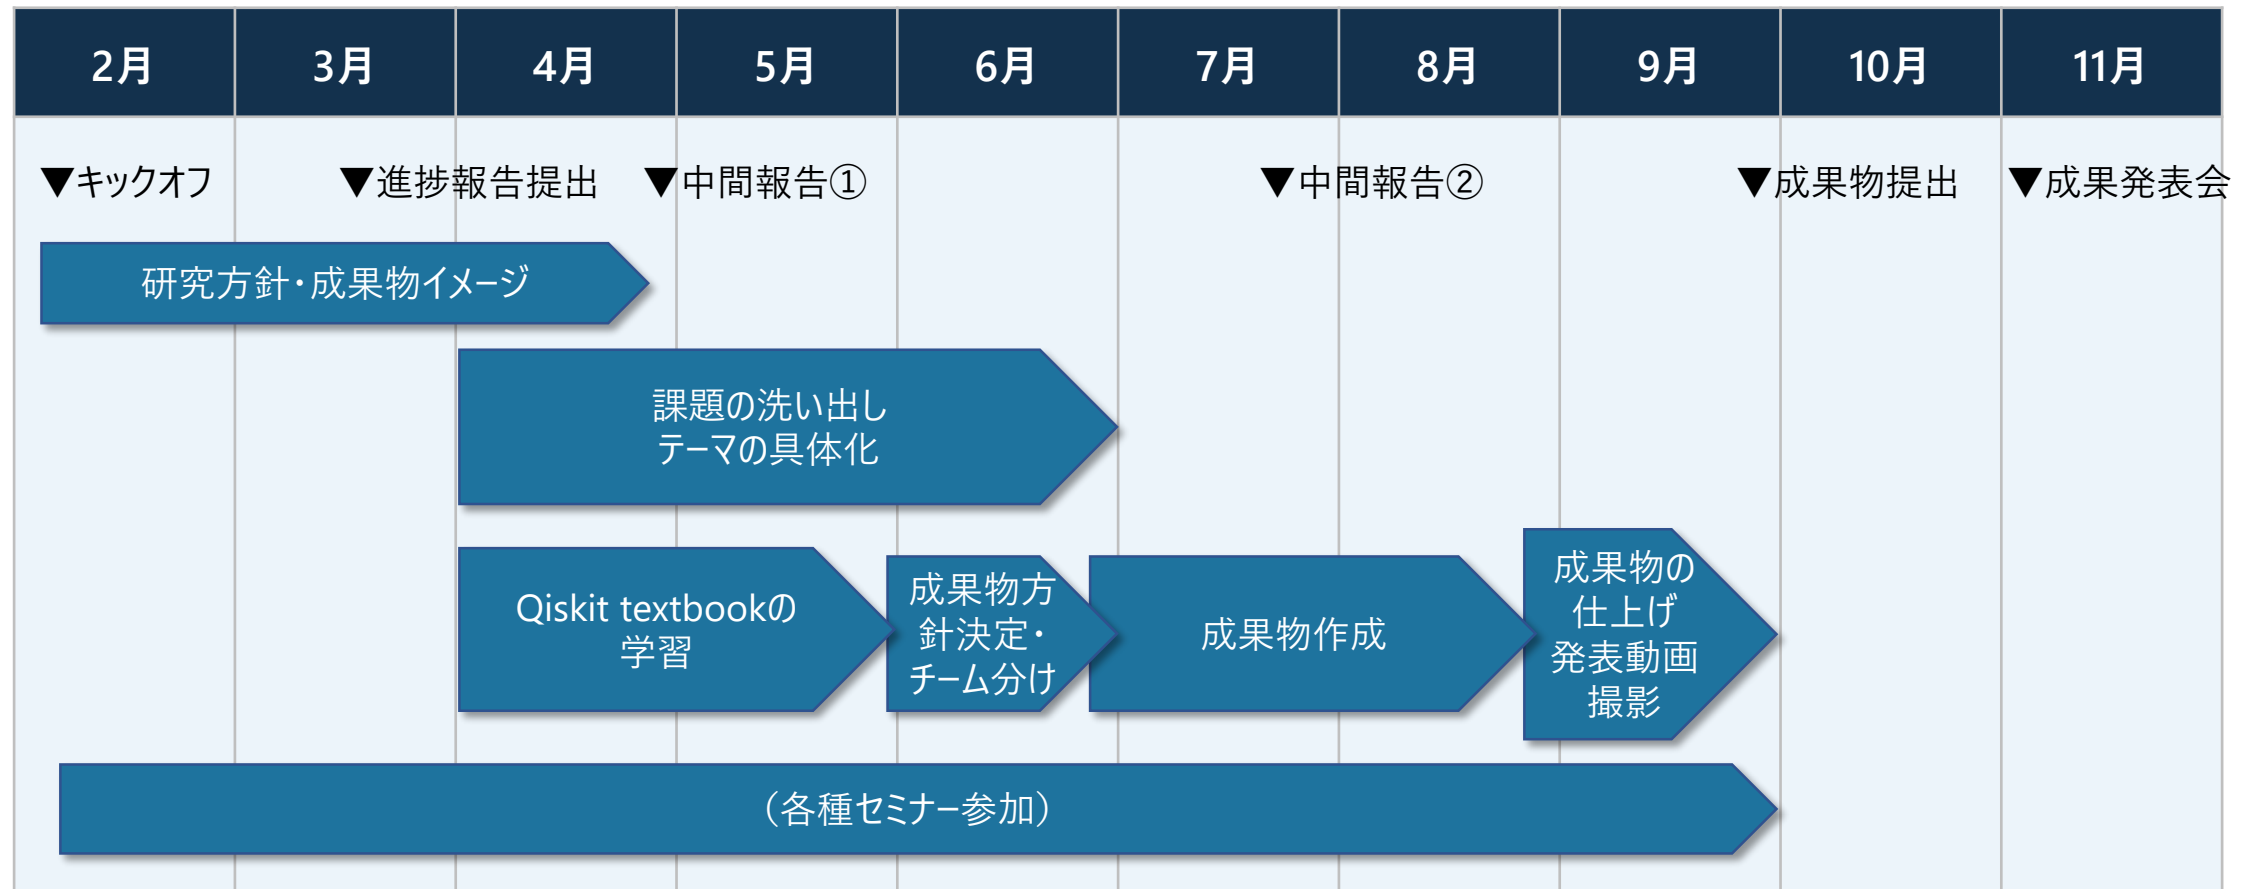 2月 3月 4月 5月 6月 7月 8月 9月 10月 11月
▼キックオフ ▼進捗報告提出 ▼中間報告① ▼中間報告② ▼成果物提出 ▼成果発表会
研究方針・成果物イメージ
課題の洗い出し
テーマの具体化
Qiskit textbookの
学習
成果物方
針決定・
チーム分け
成果物作成
成果物の
仕上げ
発表動画
撮影
（各種セミナー参加）